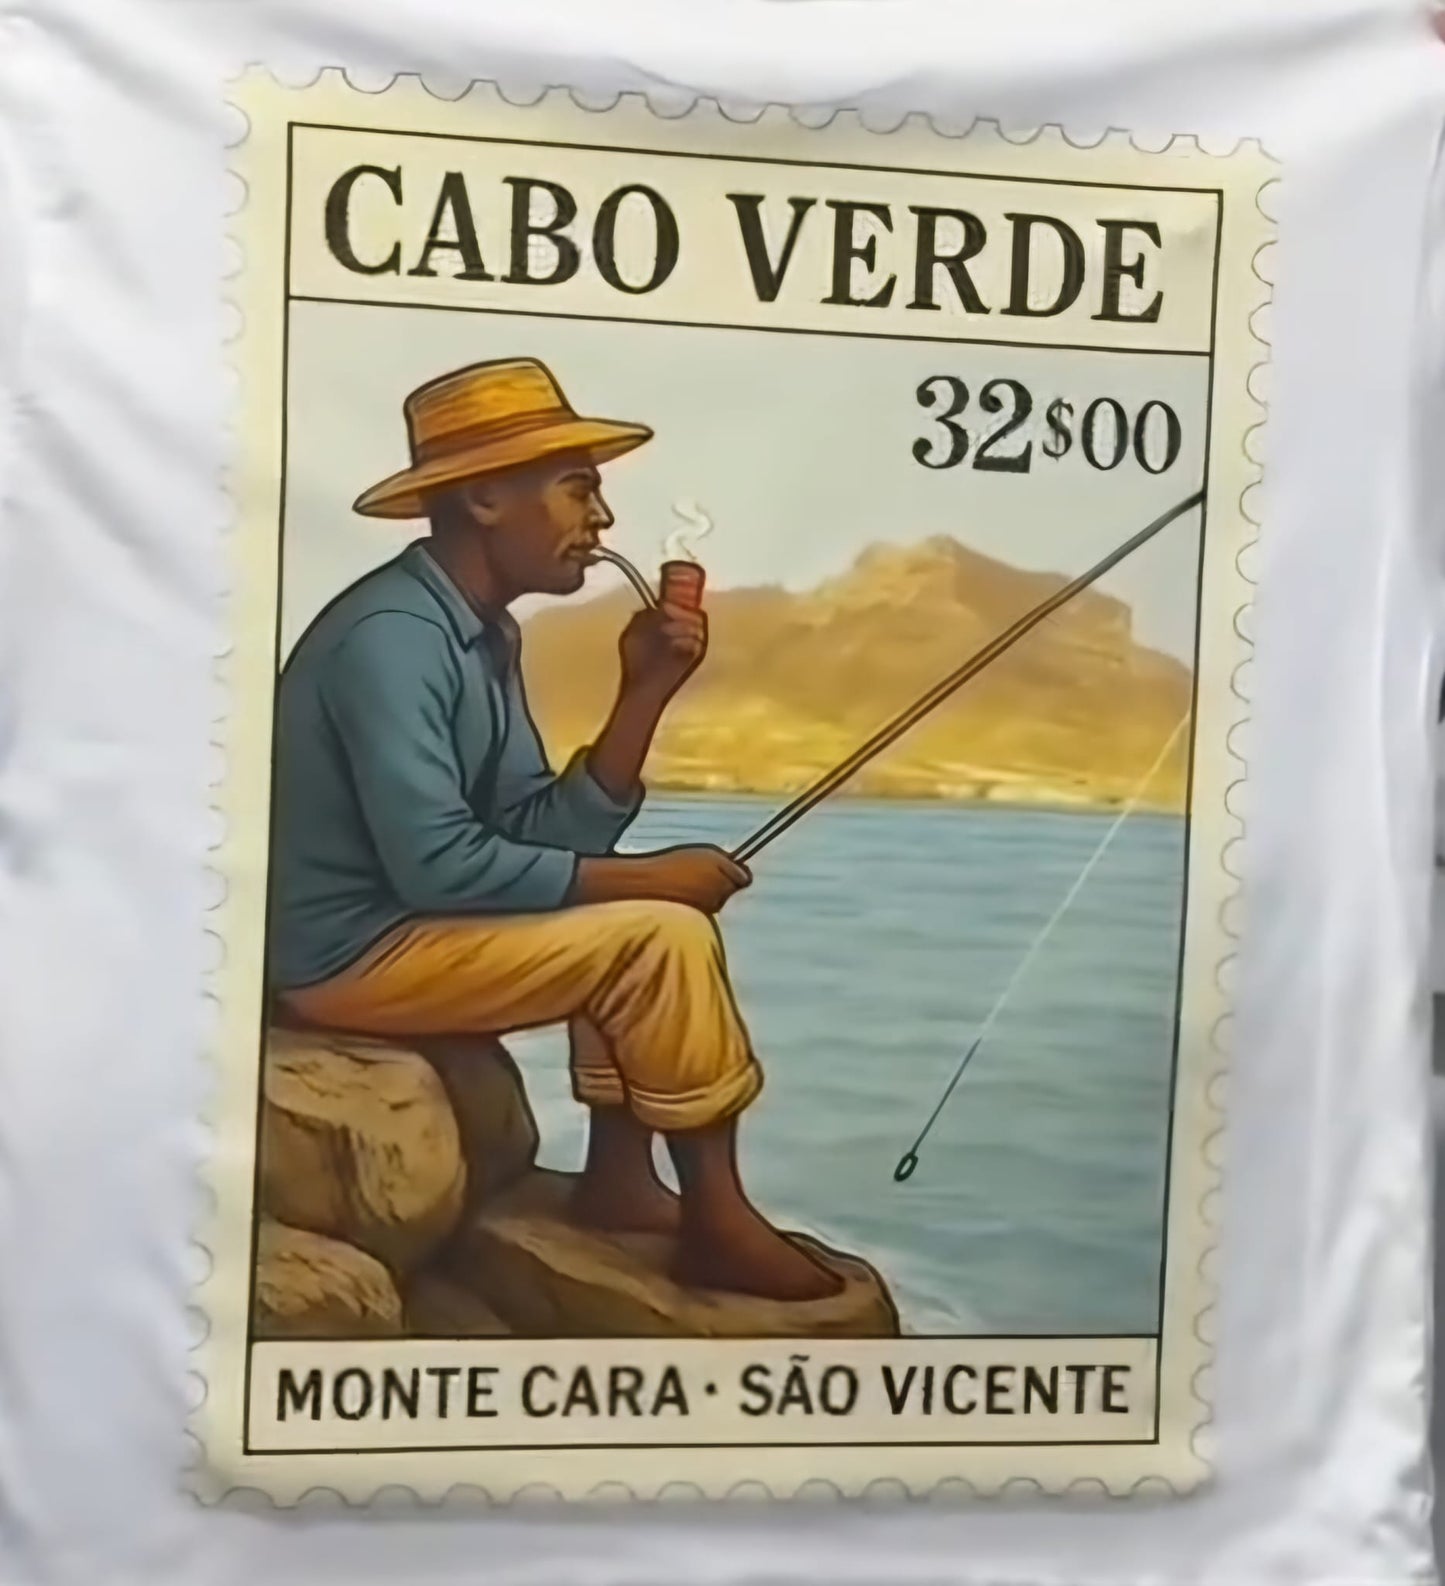 CABO VERDE
32$00
MONTE CARA · SÃO VICENTE